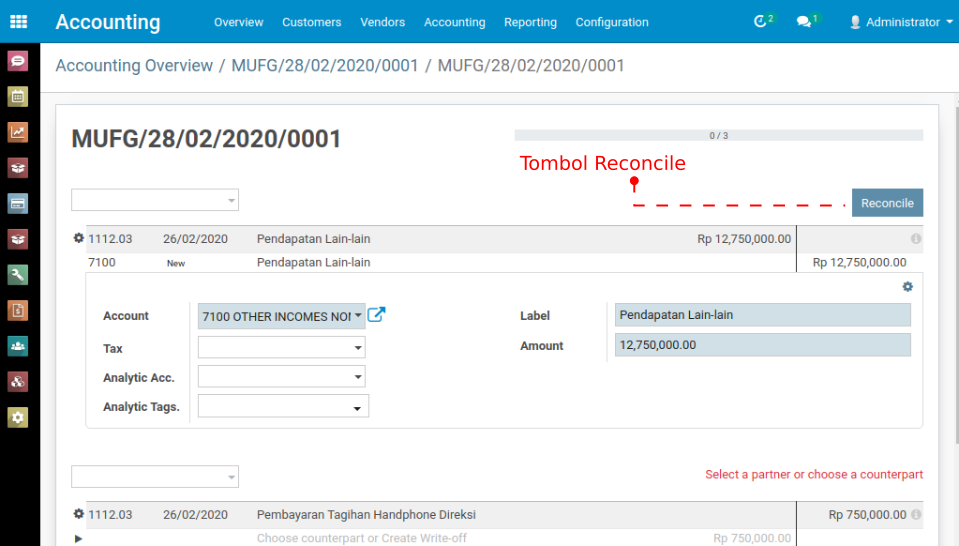 Accounting Overview Customers Vendors Accounting Reporting Configuration 2 1 Administrator
Accounting Overview / MUFG/28/02/2020/0001 / MUFG/28/02/2020/0001
MUFG/28/02/2020/0001
0 / 3
Tombol Reconcile
Reconcile
1112.03 26/02/2020 Pendapatan Lain-lain Rp 12,750,000.00
7100 New Pendapatan Lain-lain Rp 12,750,000.00
Account 7100 OTHER INCOMES NOI Label Pendapatan Lain-lain
Tax Amount 12,750,000.00
Analytic Acc.
Analytic Tags.
Select a partner or choose a counterpart
1112.03 26/02/2020 Pembayaran Tagihan Handphone Direksi Rp 750,000.00
Choose counterpart or Create Write-off Rp 750,000.00